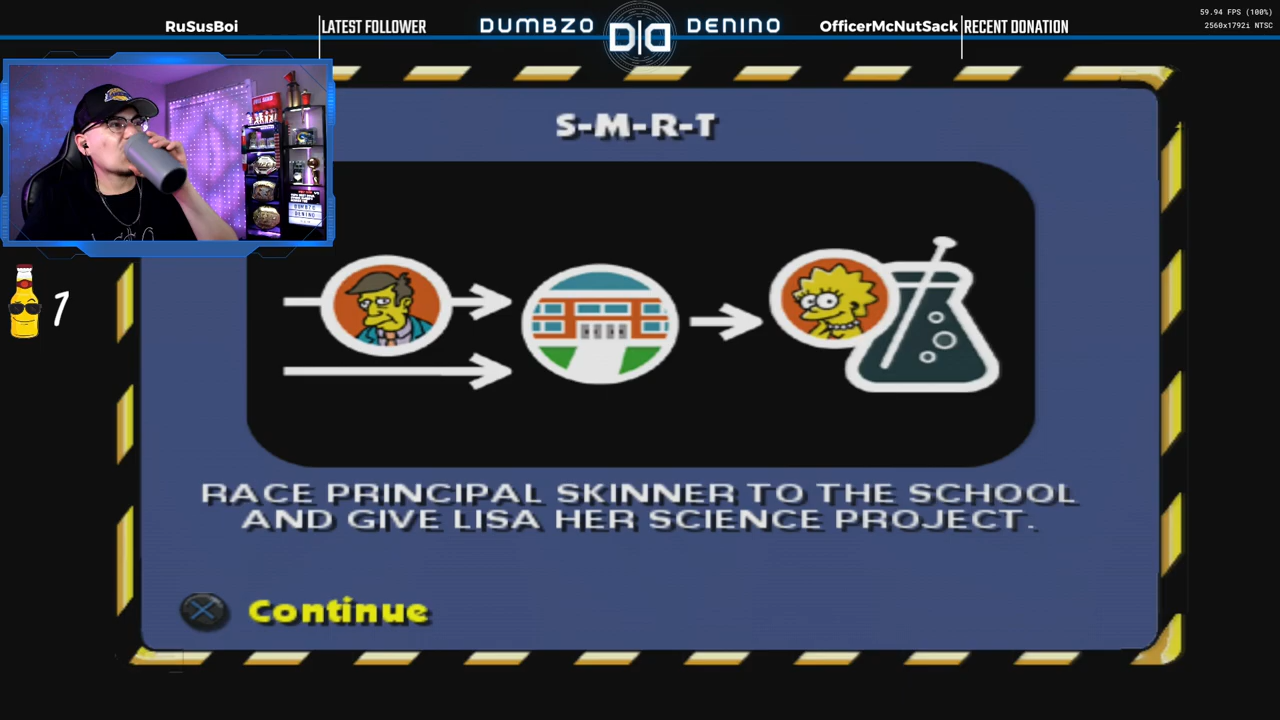 59.94 FPS (100%)
2560x1792i NTSC
RuSusBoi
LATEST FOLLOWER
DUMBZO
D|D
DENINO
OfficerMcNutSack
RECENT DONATION
S-M-R-T
1
RACE PRINCIPAL SKINNER TO THE SCHOOL
AND GIVE LISA HER SCIENCE PROJECT.
Continue